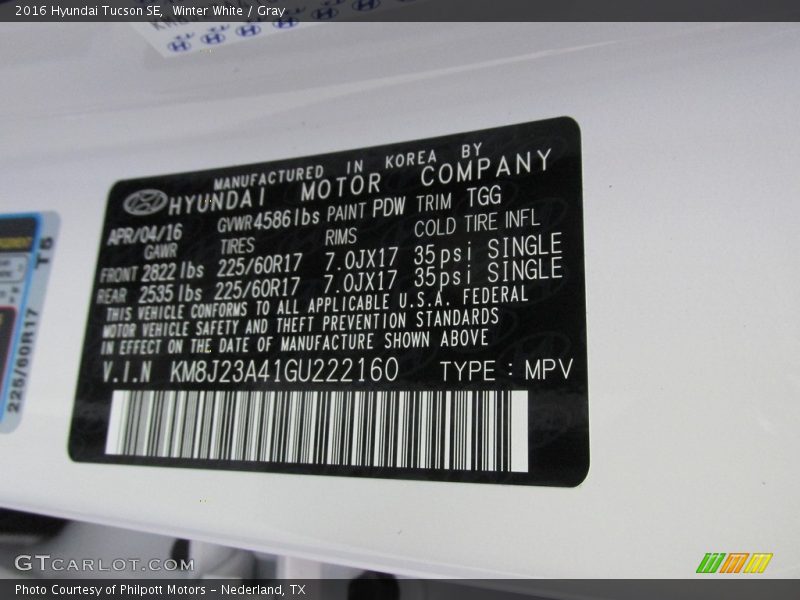 2016 Hyundai Tucson SE, Winter White / Gray
MANUFACTURED IN KOREA BY
HYUNDAI MOTOR COMPANY
APR/04/16 GVWR 4586 lbs PAINT PDW TRIM TGG
GAWR TIRES RIMS COLD TIRE INFL
FRONT 2822 lbs 225/60R17 7.0JX17 35psi SINGLE
REAR 2535 lbs 225/60R17 7.0JX17 35psi SINGLE
THIS VEHICLE CONFORMS TO ALL APPLICABLE U.S.A. FEDERAL
MOTOR VEHICLE SAFETY AND THEFT PREVENTION STANDARDS
IN EFFECT ON THE DATE OF MANUFACTURE SHOWN ABOVE
V.I.N KM8J23A41GU222160 TYPE : MPV
225/60R17
GTCARLOT.COM
Photo Courtesy of Philpott Motors - Nederland, TX